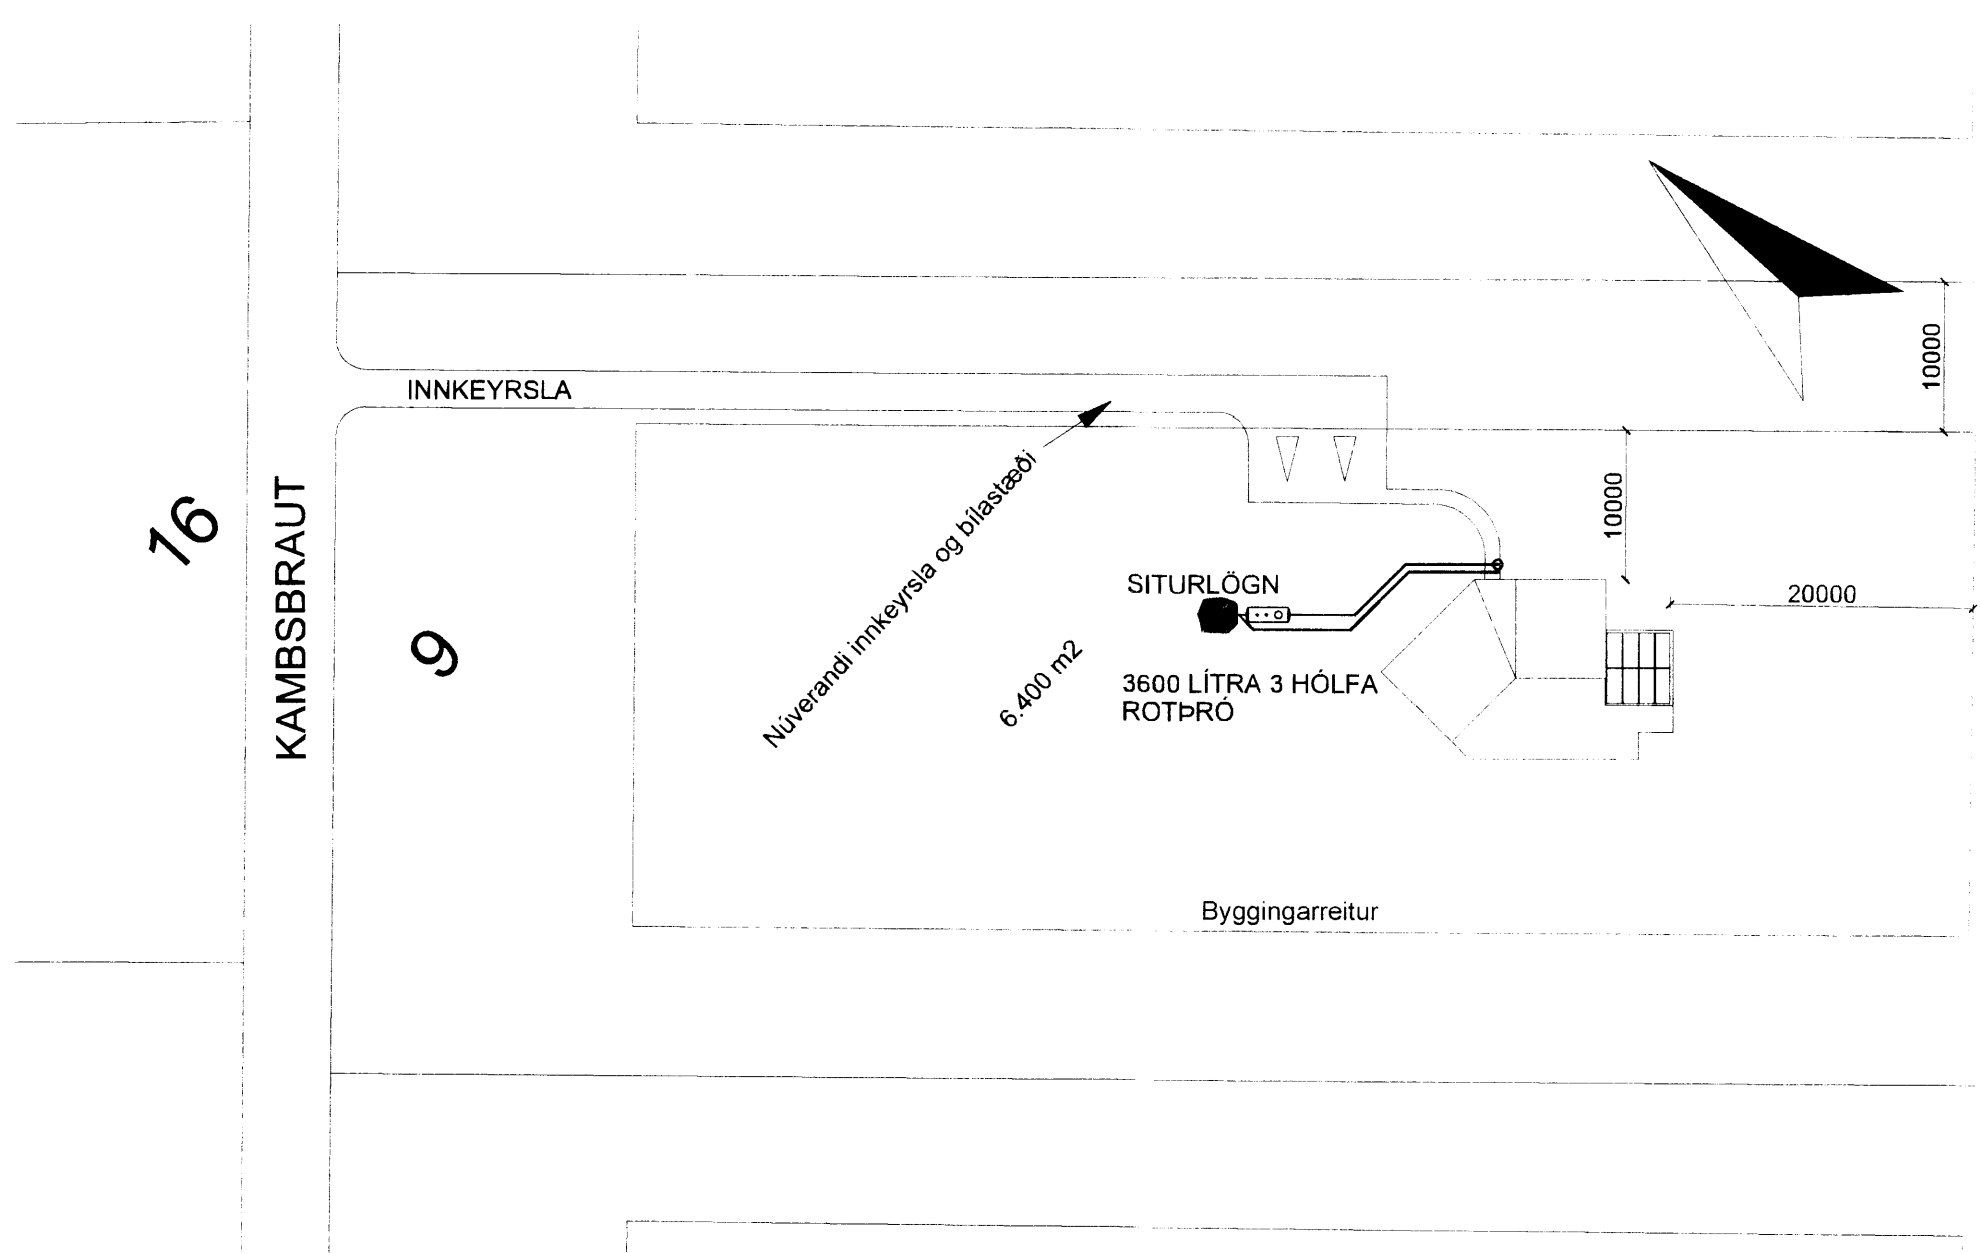 INNKEYRSLA
10000
16
KAMBSBRAUT
9
Núverandi innkeyrsla og bílastæði
10000
SITURLÖGN
20000
6.400 m2
3600 LÍTRA 3 HÓLFA
ROTÞRÓ
Byggingarreitur